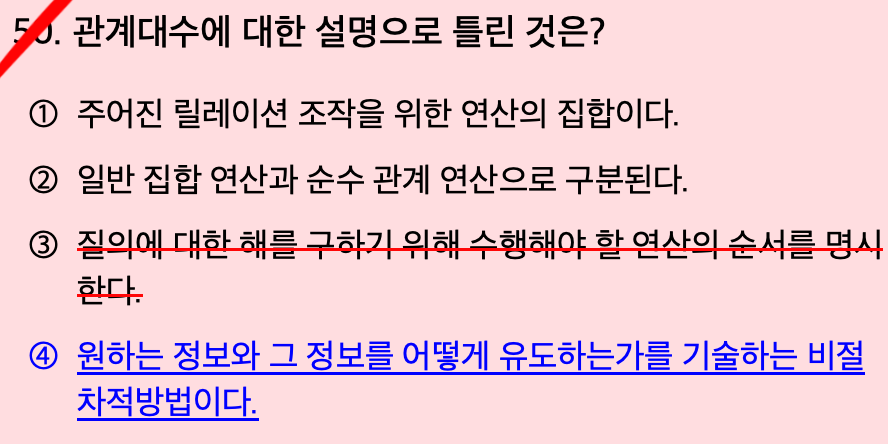 50. 관계대수에 대한 설명으로 틀린 것은?
① 주어진 릴레이션 조작을 위한 연산의 집합이다.
② 일반 집합 연산과 순수 관계 연산으로 구분된다.
③ 질의에 대한 해를 구하기 위해 수행해야 할 연산의 순서를 명시
한다.
④ 원하는 정보와 그 정보를 어떻게 유도하는가를 기술하는 비절
차적방법이다.